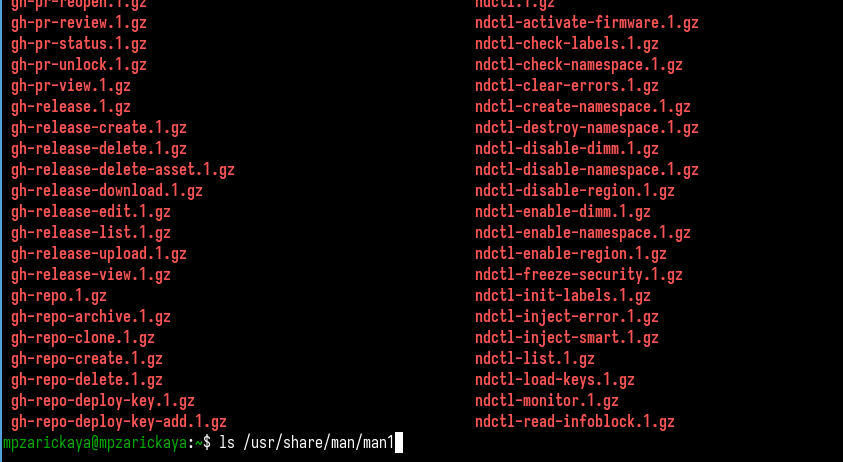 gh-pr-reopen.1.gz ndctl.1.gz
gh-pr-review.1.gz ndctl-activate-firmware.1.gz
gh-pr-status.1.gz ndctl-check-labels.1.gz
gh-pr-unlock.1.gz ndctl-check-namespace.1.gz
gh-pr-view.1.gz ndctl-clear-errors.1.gz
gh-release.1.gz ndctl-create-namespace.1.gz
gh-release-create.1.gz ndctl-destroy-namespace.1.gz
gh-release-delete.1.gz ndctl-disable-dimm.1.gz
gh-release-delete-asset.1.gz ndctl-disable-namespace.1.gz
gh-release-download.1.gz ndctl-disable-region.1.gz
gh-release-edit.1.gz ndctl-enable-dimm.1.gz
gh-release-list.1.gz ndctl-enable-namespace.1.gz
gh-release-upload.1.gz ndctl-enable-region.1.gz
gh-release-view.1.gz ndctl-freeze-security.1.gz
gh-repo.1.gz ndctl-init-labels.1.gz
gh-repo-archive.1.gz ndctl-inject-error.1.gz
gh-repo-clone.1.gz ndctl-inject-smart.1.gz
gh-repo-create.1.gz ndctl-list.1.gz
gh-repo-delete.1.gz ndctl-load-keys.1.gz
gh-repo-deploy-key.1.gz ndctl-monitor.1.gz
gh-repo-deploy-key-add.1.gz ndctl-read-infoblock.1.gz
mpzarickaya@mpzarickaya:~$ ls /usr/share/man/man1